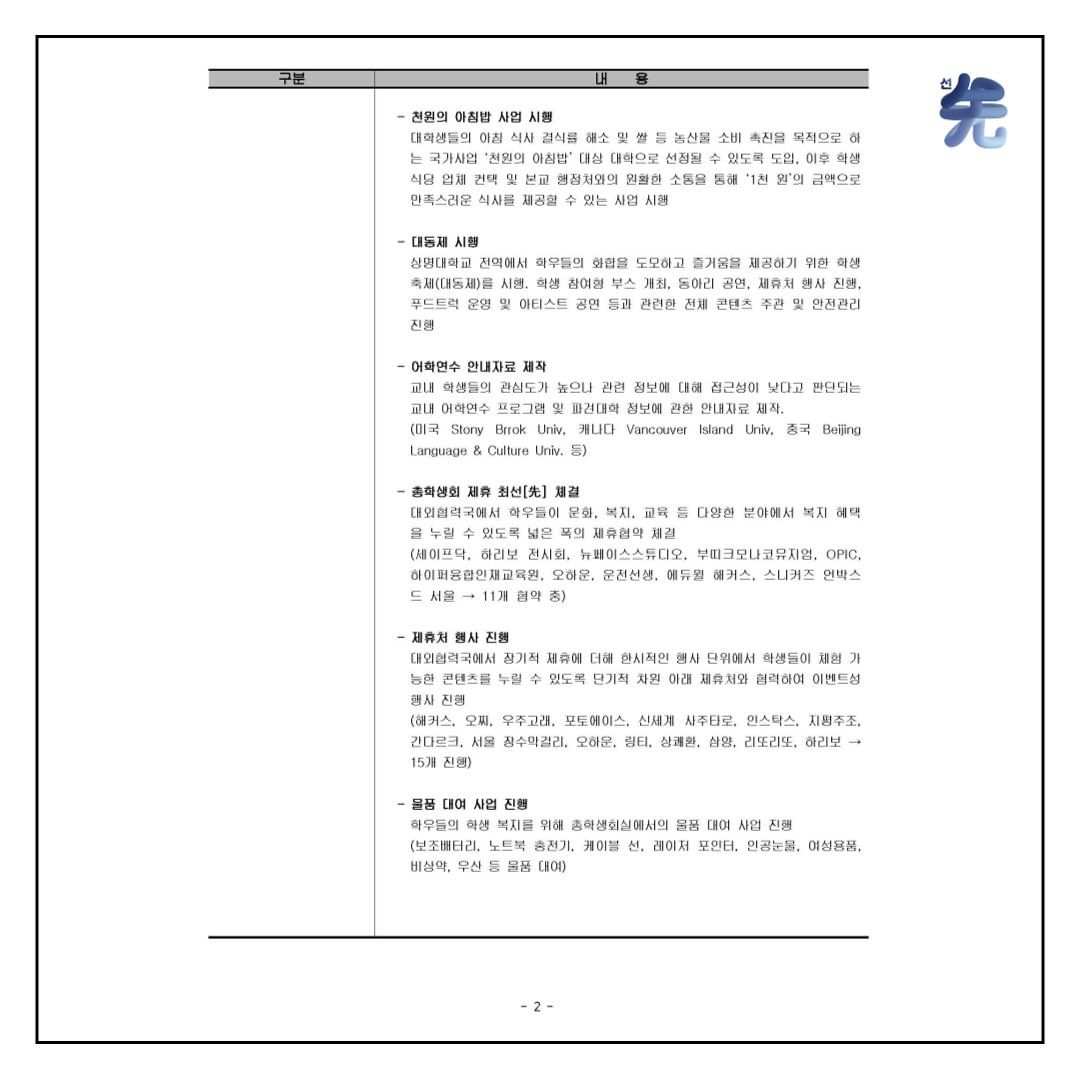 구분 내 용
선 先
- 천원의 아침밥 사업 시행
대학생들의 아침 식사 결식률 해소 및 쌀 등 농산물 소비 촉진을 목적으로 하
는 국가사업 ‘천원의 아침밥’ 대상 대학으로 선정될 수 있도록 도입, 이후 학생
식당 업체 컨택 및 본교 행정처와의 원활한 소통을 통해 ‘1천 원’의 금액으로
만족스러운 식사를 제공할 수 있는 사업 시행
- 대동제 시행
상명대학교 전역에서 학우들의 화합을 도모하고 즐거움을 제공하기 위한 학생
축제(대동제)를 시행. 학생 참여형 부스 개최, 동아리 공연, 제휴처 행사 진행,
푸드트럭 운영 및 아티스트 공연 등과 관련한 전체 콘텐츠 주관 및 안전관리
진행
- 어학연수 안내자료 제작
교내 학생들의 관심도가 높으나 관련 정보에 대해 접근성이 낮다고 판단되는
교내 어학연수 프로그램 및 파견대학 정보에 관한 안내자료 제작.
(미국 Stony Brrok Univ, 캐나다 Vancouver Island Univ, 중국 Beijing
Language & Culture Univ. 등)
- 총학생회 제휴 최선[先] 체결
대외협력국에서 학우들이 문화, 복지, 교육 등 다양한 분야에서 복지 혜택
을 누릴 수 있도록 넓은 폭의 제휴협약 체결
(세이프닥, 하리보 전시회, 뉴페이스스튜디오, 부띠크모나코뮤지엄, OPIC,
하이퍼융합인재교육원, 오하운, 운전선생, 에듀윌 해커스, 스니커즈 언박스
드 서울 → 11개 협약 중)
- 제휴처 행사 진행
대외협력국에서 장기적 제휴에 더해 한시적인 행사 단위에서 학생들이 체험 가
능한 콘텐츠를 누릴 수 있도록 단기적 차원 아래 제휴처와 협력하여 이벤트성
행사 진행
(해커스, 오찌, 우주고래, 포토에이스, 신세계 사주타로, 인스탁스, 지평주조,
간다르크, 서울 장수막걸리, 오하운, 링티, 상쾌환, 삼양, 리또리또, 하리보 →
15개 진행)
- 물품 대여 사업 진행
학우들의 학생 복지를 위해 총학생회실에서의 물품 대여 사업 진행
(보조배터리, 노트북 충전기, 케이블 선, 레이저 포인터, 인공눈물, 여성용품,
비상약, 우산 등 물품 대여)
- 2 -